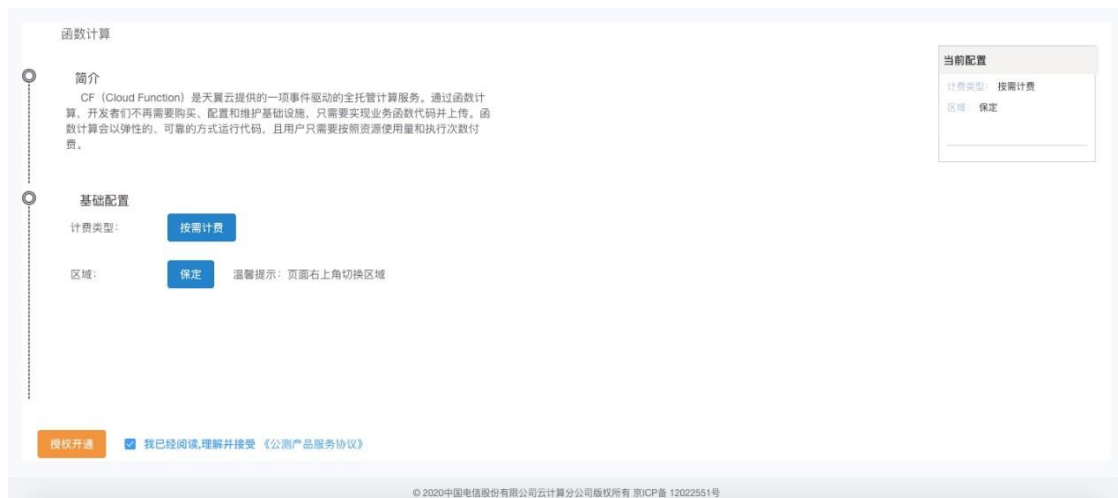 函数计算
简介
CF（Cloud Function）是天翼云提供的一项事件驱动的全托管计算服务。通过函数计
算，开发者们不再需要购买、配置和维护基础设施，只需要实现业务函数代码并上传。函
数计算会以弹性的、可靠的方式运行代码，且用户只需要按照资源使用量和执行次数付
费。
当前配置
计费类型： 按需计费
区域： 保定
基础配置
计费类型： 按需计费
区域： 保定 温馨提示：页面右上角切换区域
授权开通 我已经阅读,理解并接受 《公测产品服务协议》
© 2020中国电信股份有限公司云计算分公司版权所有 京ICP备 12022551号